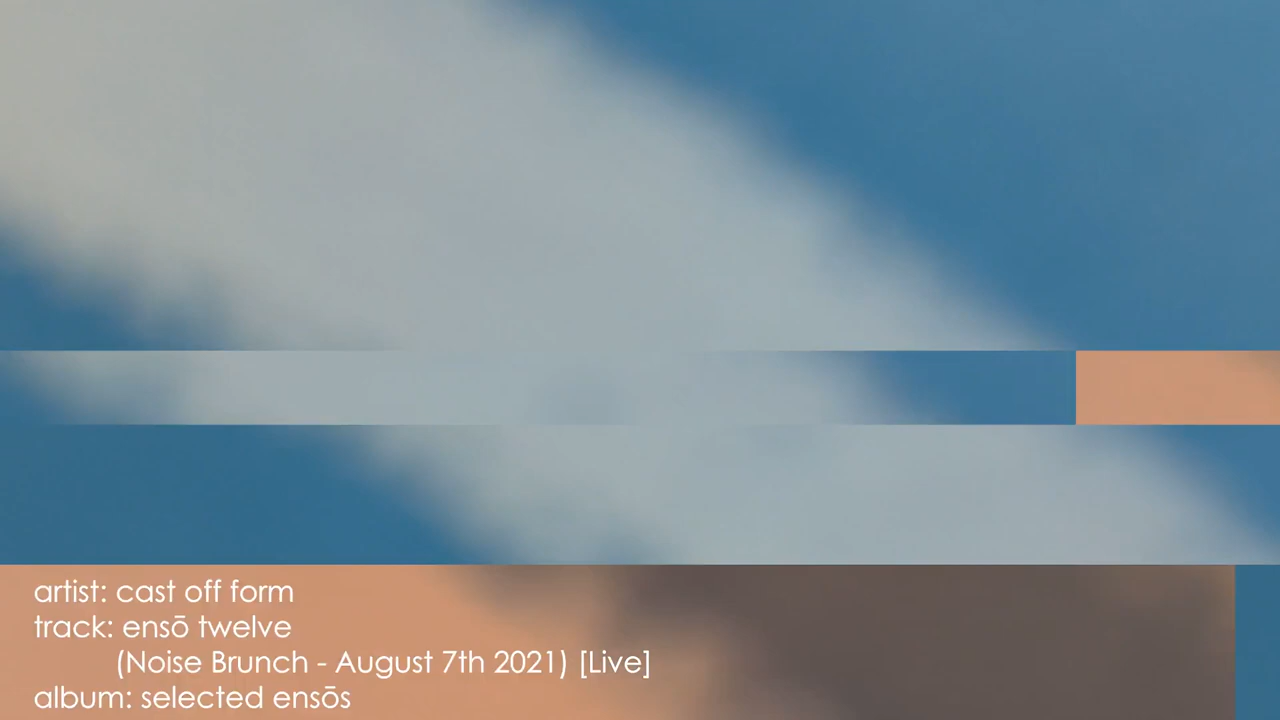 artist: cast off form
track: ensō twelve
(Noise Brunch - August 7th 2021) [Live]
album: selected ensōs